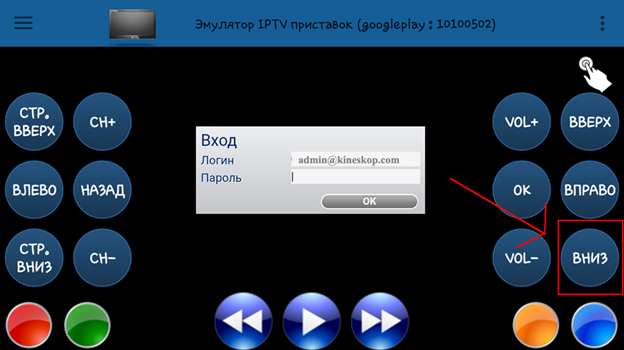 Эмулятор IPTV приставок (googleplay : 10100502)
СТР.
ВВЕРХ
CH+
VOL+
ВВЕРХ
Вход
Логин admin@kineskop.com
Пароль
OK
ВЛЕВО
НАЗАД
OK
ВПРАВО
СТР.
ВНИЗ
CH-
VOL-
ВНИЗ